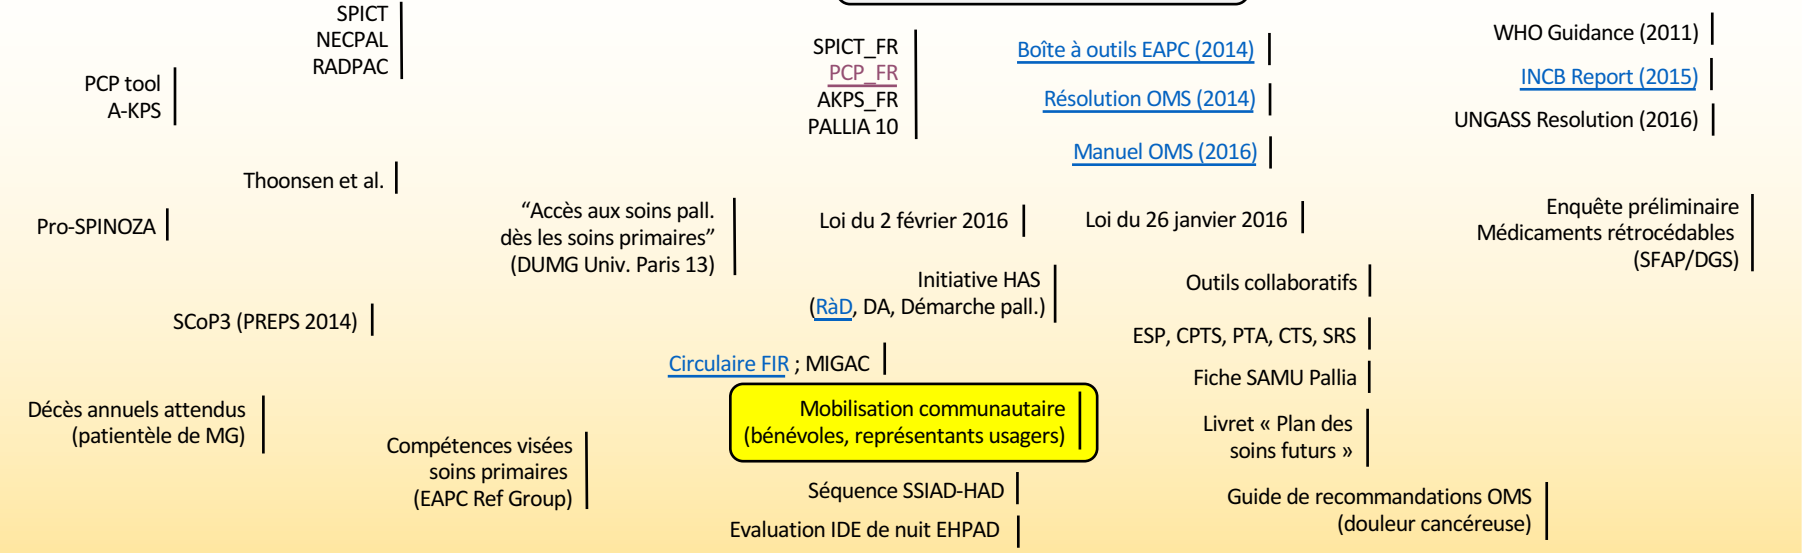 SPICT
NECPAL
RADPAC
PCP tool
A-KPS
Thoonsen et al.
Pro-SPINOZA
SCoP3 (PREPS 2014)
Décès annuels attendus
(patientèle de MG)
Compétences visées
soins primaires
(EAPC Ref Group)
“Accès aux soins pall.
dès les soins primaires”
(DUMG Univ. Paris 13)
SPICT_FR
PCP_FR
AKPS_FR
PALLIA 10
Loi du 2 février 2016
Initiative HAS
(RàD, DA, Démarche pall.)
Circulaire FIR ; MIGAC
Mobilisation communautaire
(bénévoles, représentants usagers)
Séquence SSIAD-HAD
Evaluation IDE de nuit EHPAD
Boîte à outils EAPC (2014)
Résolution OMS (2014)
Manuel OMS (2016)
Loi du 26 janvier 2016
Outils collaboratifs
ESP, CPTS, PTA, CTS, SRS
Fiche SAMU Pallia
Livret « Plan des
soins futurs »
Guide de recommandations OMS
(douleur cancéreuse)
WHO Guidance (2011)
INCB Report (2015)
UNGASS Resolution (2016)
Enquête préliminaire
Médicaments rétrocédables
(SFAP/DGS)